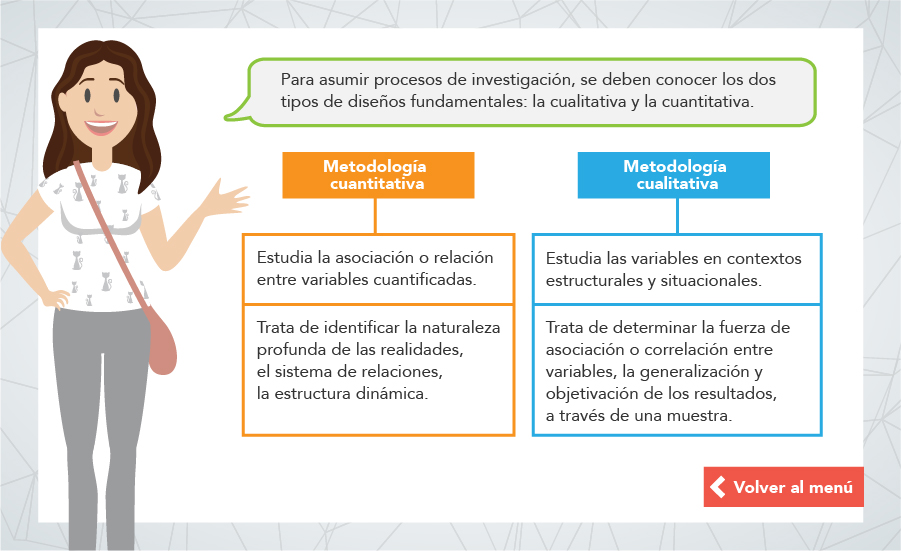 Para asumir procesos de investigación, se deben conocer los dos
tipos de diseños fundamentales: la cualitativa y la cuantitativa.
Metodología
cuantitativa
Estudia la asociación o relación
entre variables cuantificadas.
Trata de identificar la naturaleza
profunda de las realidades,
el sistema de relaciones,
la estructura dinámica.
Metodología
cualitativa
Estudia las variables en contextos
estructurales y situacionales.
Trata de determinar la fuerza de
asociación o correlación entre
variables, la generalización y
objetivación de los resultados,
a través de una muestra.
Volver al menú